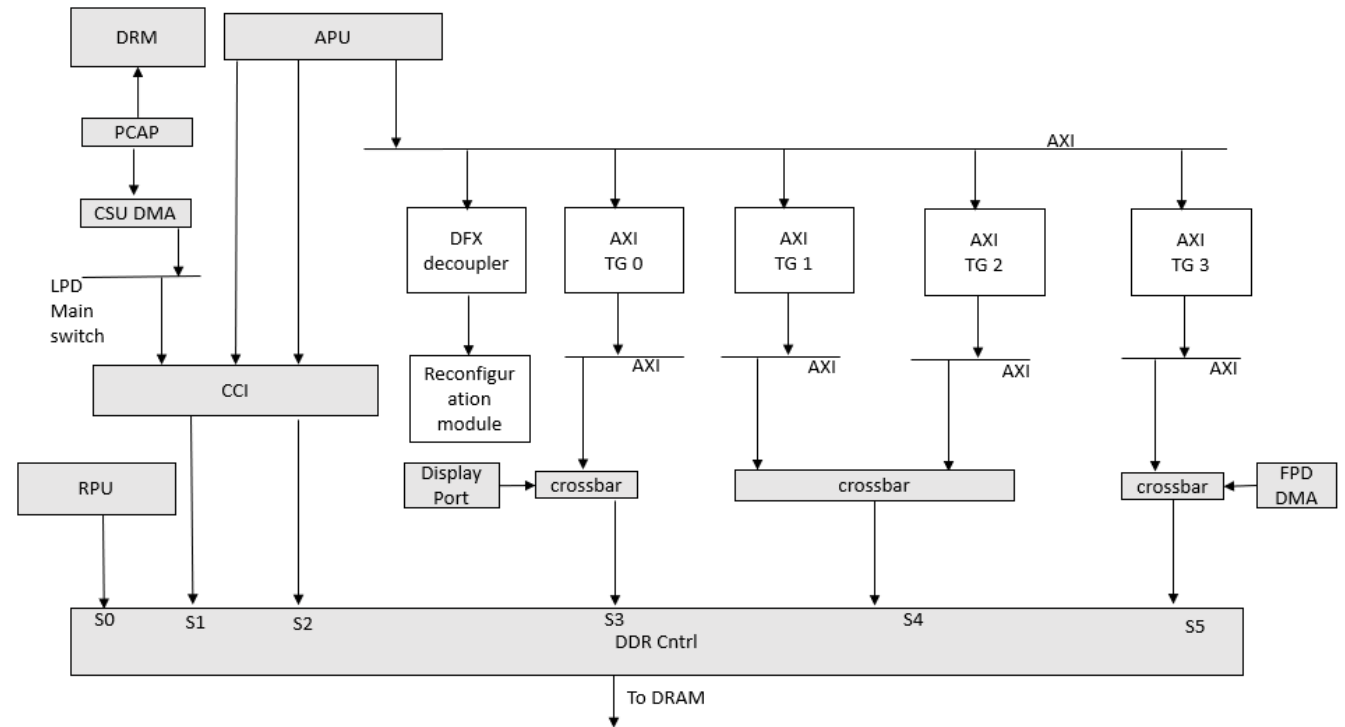 DRM
APU
PCAP
AXI
CSU DMA
DFX
decoupler
AXI
TG 0
AXI
TG 1
AXI
TG 2
AXI
TG 3
LPD
Main
switch
AXI
AXI
AXI
AXI
CCI
Reconfigur
ation
module
RPU
Display
Port
crossbar
crossbar
crossbar
FPD
DMA
S0
S1
S2
S3
S4
S5
DDR Cntrl
To DRAM